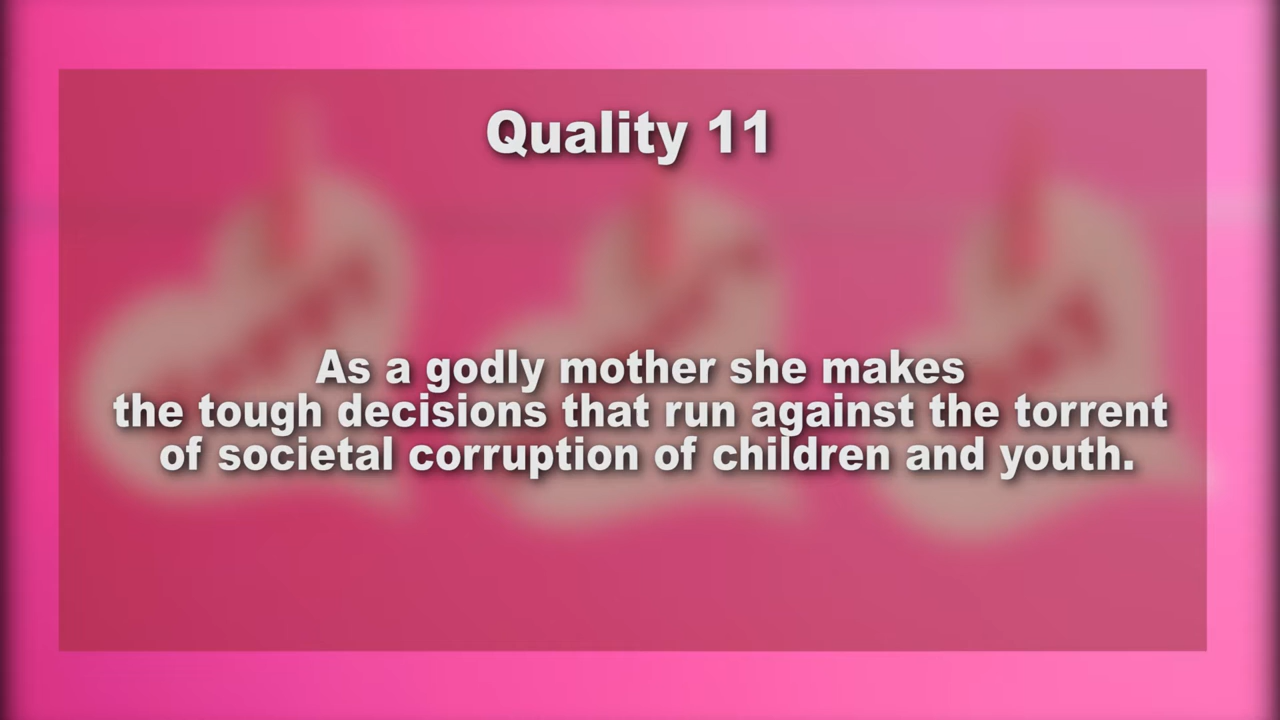 Quality 11
As a godly mother she makes
the tough decisions that run against the torrent
of societal corruption of children and youth.